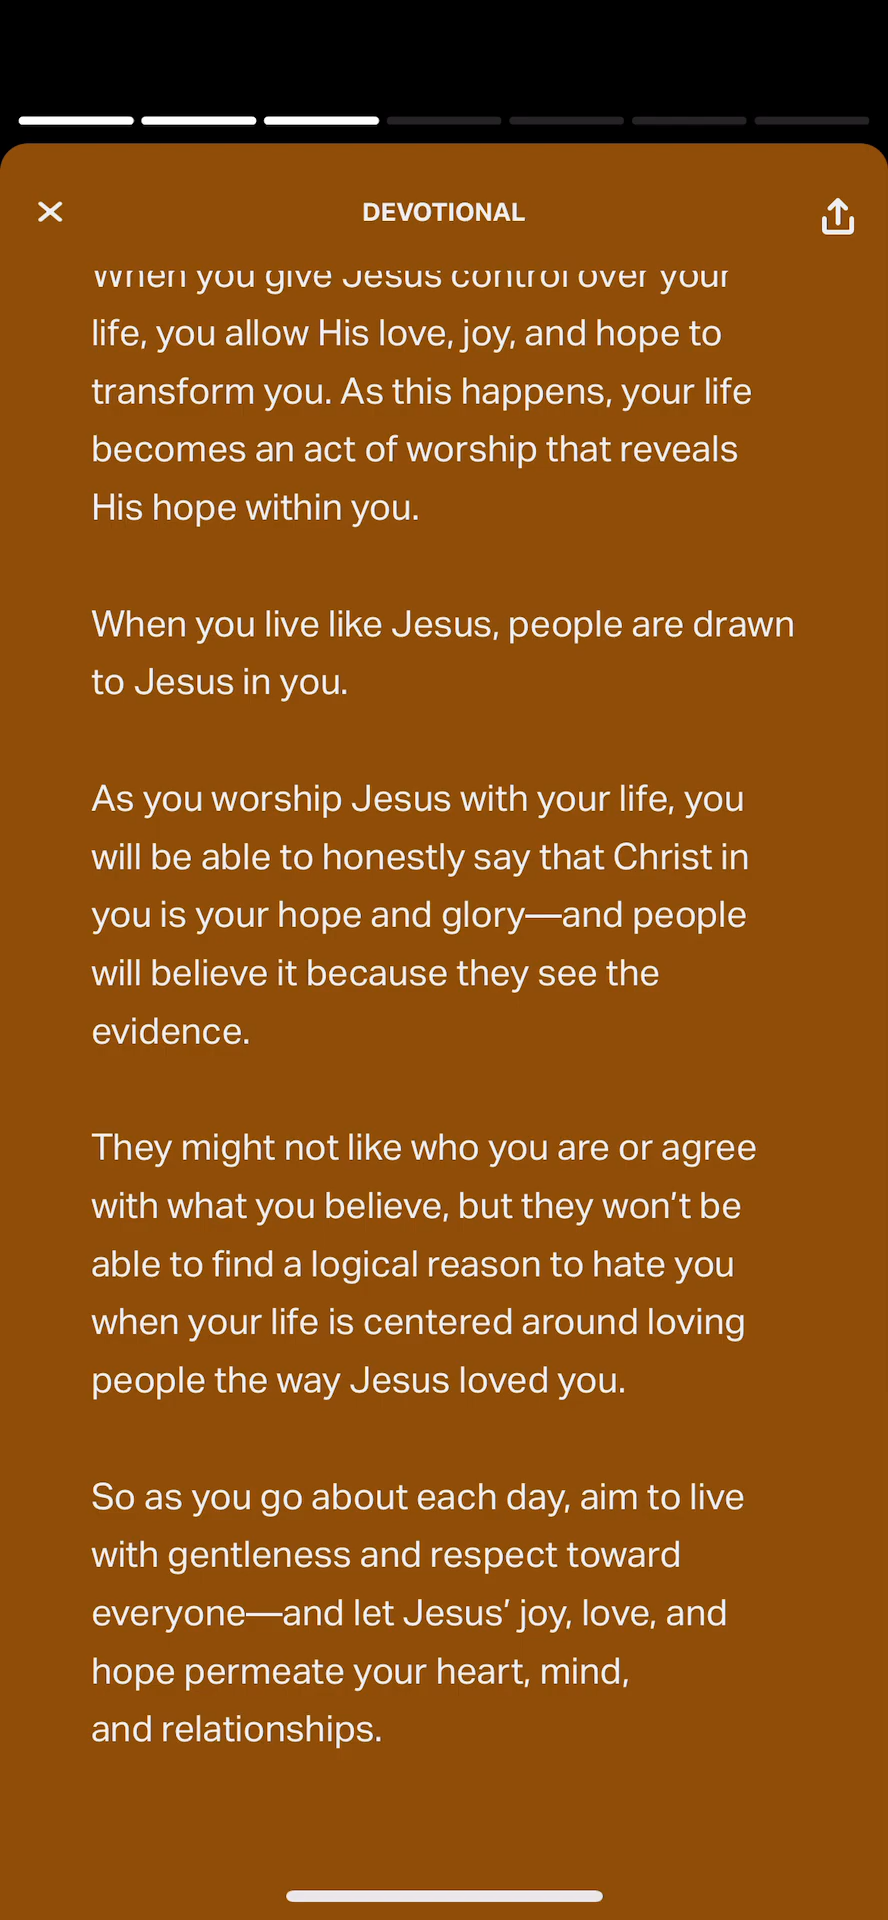 DEVOTIONAL
When you give Jesus control over your
life, you allow His love, joy, and hope to
transform you. As this happens, your life
becomes an act of worship that reveals
His hope within you.
When you live like Jesus, people are drawn
to Jesus in you.
As you worship Jesus with your life, you
will be able to honestly say that Christ in
you is your hope and glory—and people
will believe it because they see the
evidence.
They might not like who you are or agree
with what you believe, but they won’t be
able to find a logical reason to hate you
when your life is centered around loving
people the way Jesus loved you.
So as you go about each day, aim to live
with gentleness and respect toward
everyone—and let Jesus’ joy, love, and
hope permeate your heart, mind,
and relationships.